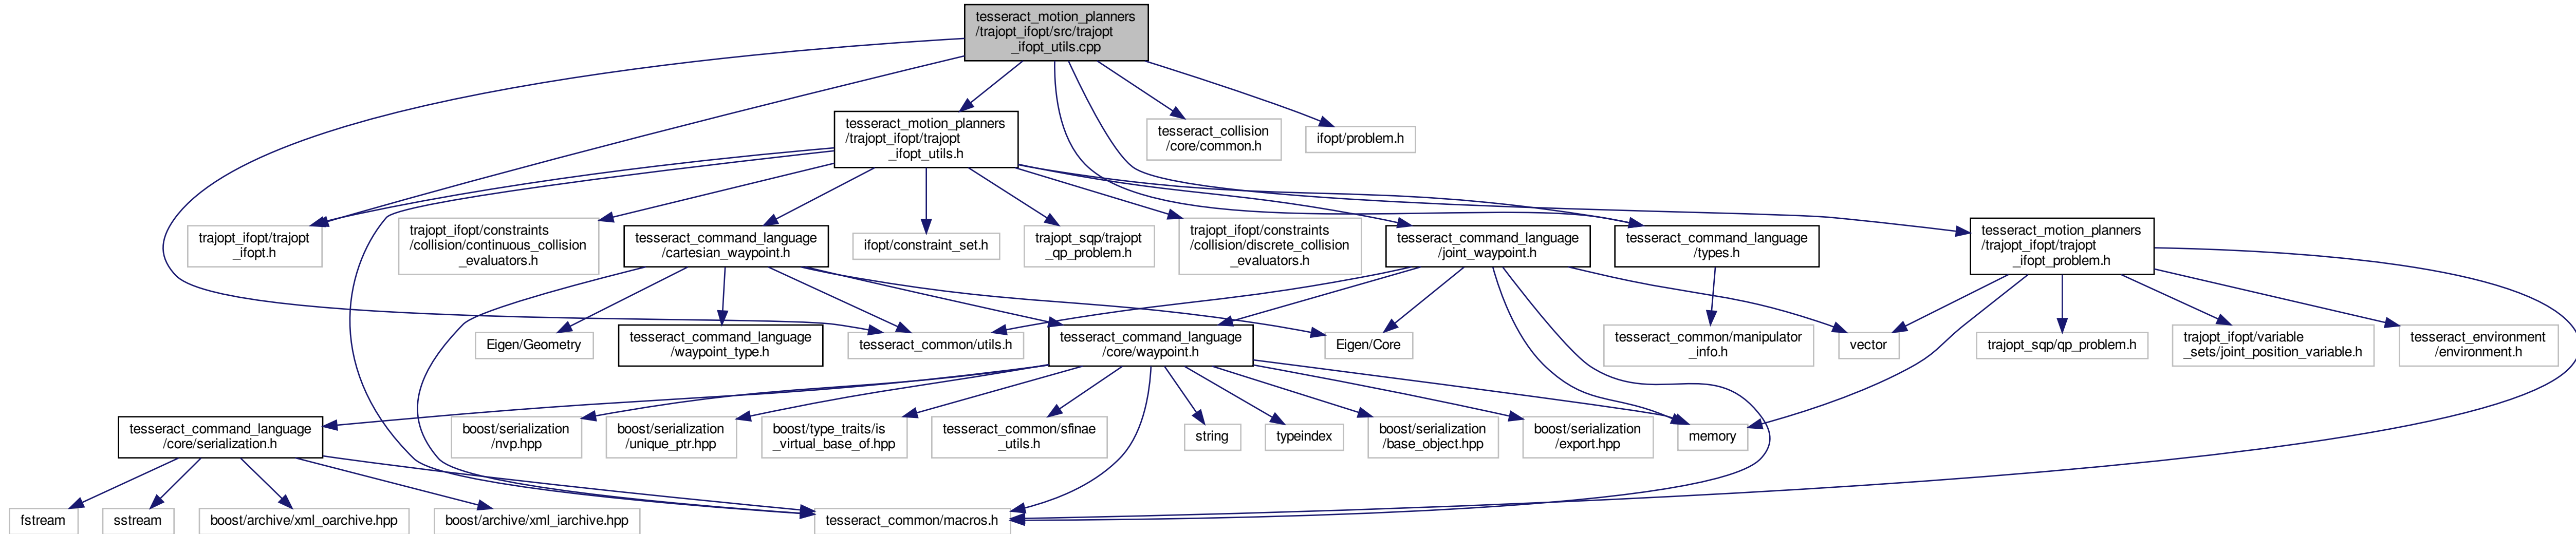 tesseract_motion_planners
/trajopt_ifopt/src/trajopt
_ifopt_utils.cpp
tesseract_motion_planners
/trajopt_ifopt/trajopt
_ifopt_utils.h
tesseract_collision
/core/common.h
ifopt/problem.h
trajopt_ifopt/trajopt
_ifopt.h
trajopt_ifopt/constraints
/collision/continuous_collision
_evaluators.h
tesseract_command_language
/cartesian_waypoint.h
ifopt/constraint_set.h
trajopt_sqp/trajopt
_qp_problem.h
trajopt_ifopt/constraints
/collision/discrete_collision
_evaluators.h
tesseract_command_language
/joint_waypoint.h
tesseract_command_language
/types.h
tesseract_motion_planners
/trajopt_ifopt/trajopt
_ifopt_problem.h
Eigen/Geometry
tesseract_command_language
/waypoint_type.h
tesseract_common/utils.h
tesseract_command_language
/core/waypoint.h
Eigen/Core
tesseract_common/manipulator
_info.h
vector
trajopt_sqp/qp_problem.h
trajopt_ifopt/variable
_sets/joint_position_variable.h
tesseract_environment
/environment.h
tesseract_command_language
/core/serialization.h
boost/serialization
/nvp.hpp
boost/serialization
/unique_ptr.hpp
boost/type_traits/is
_virtual_base_of.hpp
tesseract_common/sfinae
_utils.h
string
typeindex
boost/serialization
/base_object.hpp
boost/serialization
/export.hpp
memory
fstream
sstream
boost/archive/xml_oarchive.hpp
boost/archive/xml_iarchive.hpp
tesseract_common/macros.h